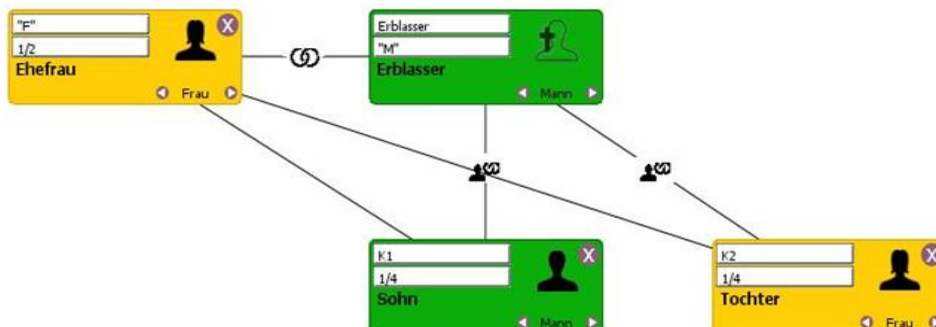 "F"
1/2
Ehefrau
Frau
Erblasser
"M"
Erblasser
Mann
K1
1/4
Sohn
Mann
K2
1/4
Tochter
Frau